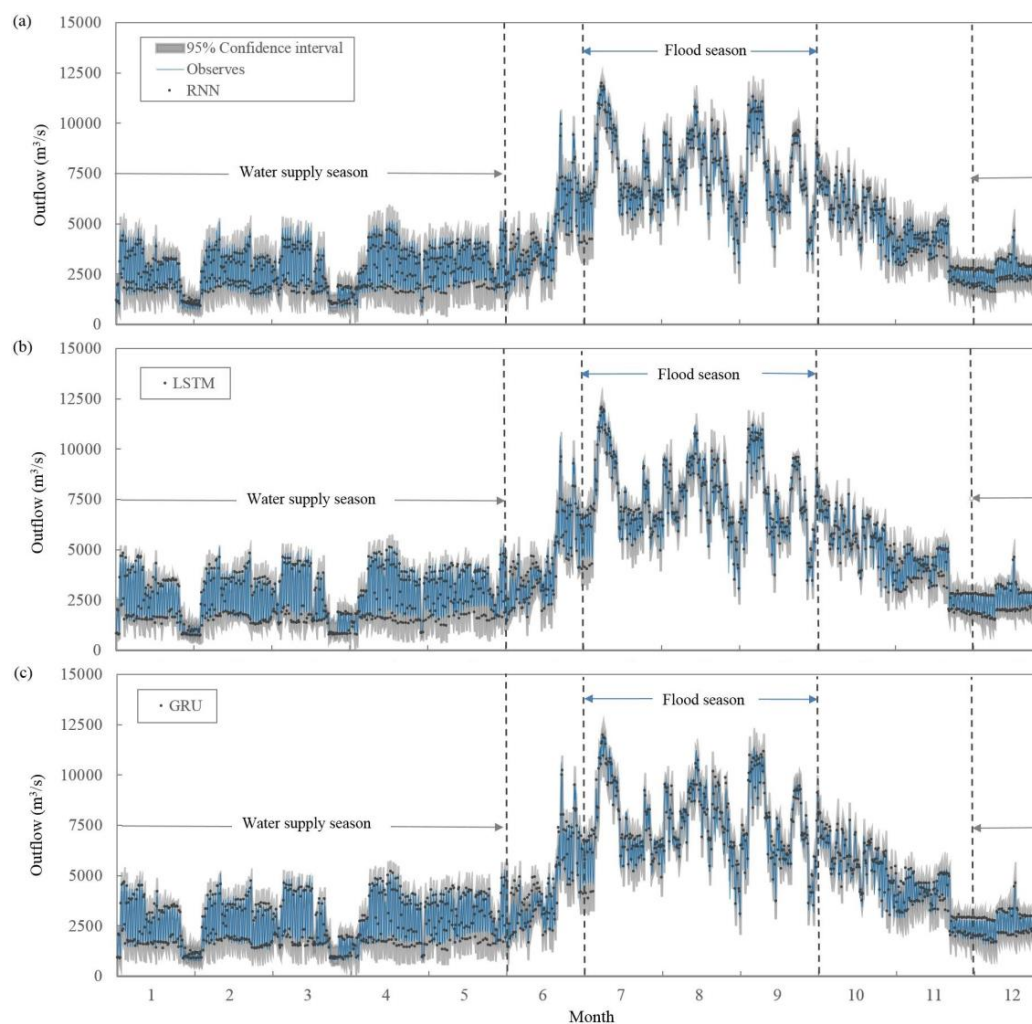 (a)
15000
12500
10000
7500
5000
2500
0
Outflow (m³/s)
95% Confidence interval
Observes
RNN
Water supply season
Flood season
(b)
15000
12500
10000
7500
5000
2500
0
Outflow (m³/s)
LSTM
Water supply season
Flood season
(c)
15000
12500
10000
7500
5000
2500
0
Outflow (m³/s)
GRU
Water supply season
Flood season
1 2 3 4 5 6 7 8 9 10 11 12
Month